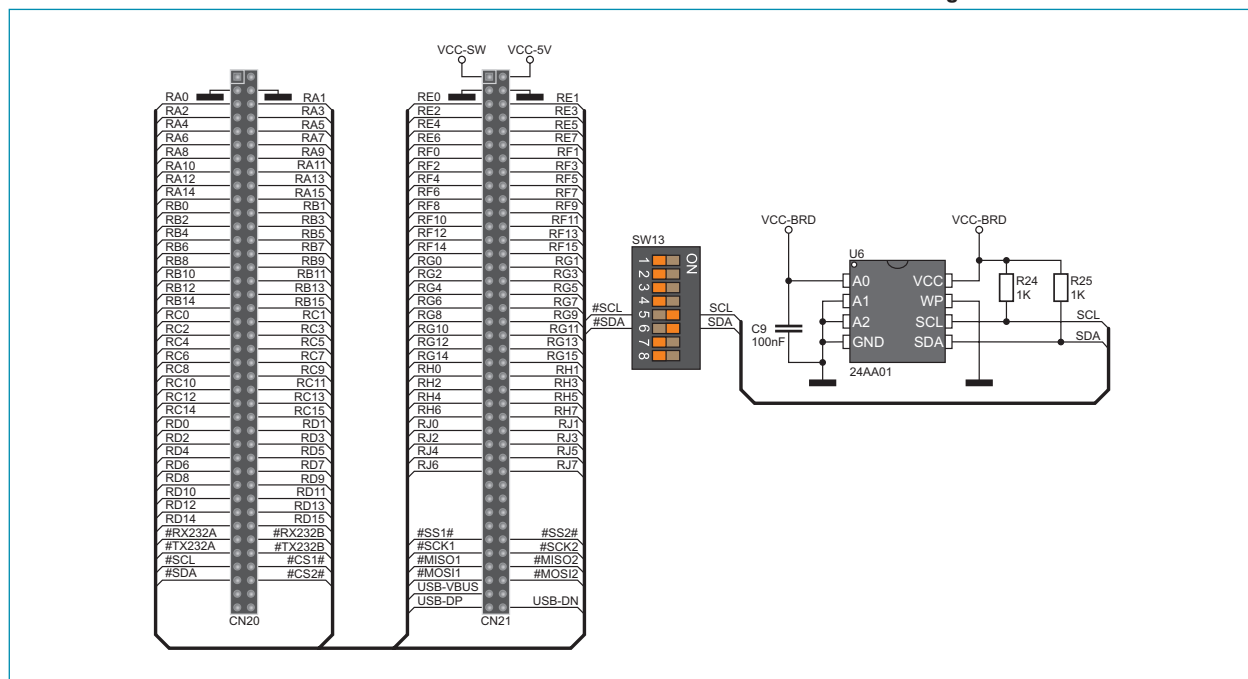 VCC-SW VCC-5V
RA0 RA1
RA2 RA3
RA4 RA5
RA6 RA7
RA8 RA9
RA10 RA11
RA12 RA13
RA14 RA15
RB0 RB1
RB2 RB3
RB4 RB5
RB6 RB7
RB8 RB9
RB10 RB11
RB12 RB13
RB14 RB15
RC0 RC1
RC2 RC3
RC4 RC5
RC6 RC7
RC8 RC9
RC10 RC11
RC12 RC13
RC14 RC15
RD0 RD1
RD2 RD3
RD4 RD5
RD6 RD7
RD8 RD9
RD10 RD11
RD12 RD13
RD14 RD15
#RX232A #RX232B
#TX232A #TX232B
#SCL #CS1#
#SDA #CS2#
CN20
RE0 RE1
RE2 RE3
RE4 RE5
RE6 RE7
RF0 RF1
RF2 RF3
RF4 RF5
RF6 RF7
RF8 RF9
RF10 RF11
RF12 RF13
RF14 RF15
RG0 RG1
RG2 RG3
RG4 RG5
RG6 RG7
RG8 RG9
RG10 RG11
RG12 RG13
RG14 RG15
RH0 RH1
RH2 RH3
RH4 RH5
RH6 RH7
RJ0 RJ1
RJ2 RJ3
RJ4 RJ5
RJ6 RJ7
#SS1# #SS2#
#SCK1 #SCK2
#MISO1 #MISO2
#MOSI1 #MOSI2
USB-VBUS
USB-DP USB-DN
CN21
SW13
ON
1
2
3
4
5
6
7
8
#SCL SCL
#SDA SDA
VCC-BRD VCC-BRD
U6
A0 VCC
A1 WP
A2 SCL
GND SDA
24AA01
C9
100nF
R24
1K
R25
1K
SCL
SDA